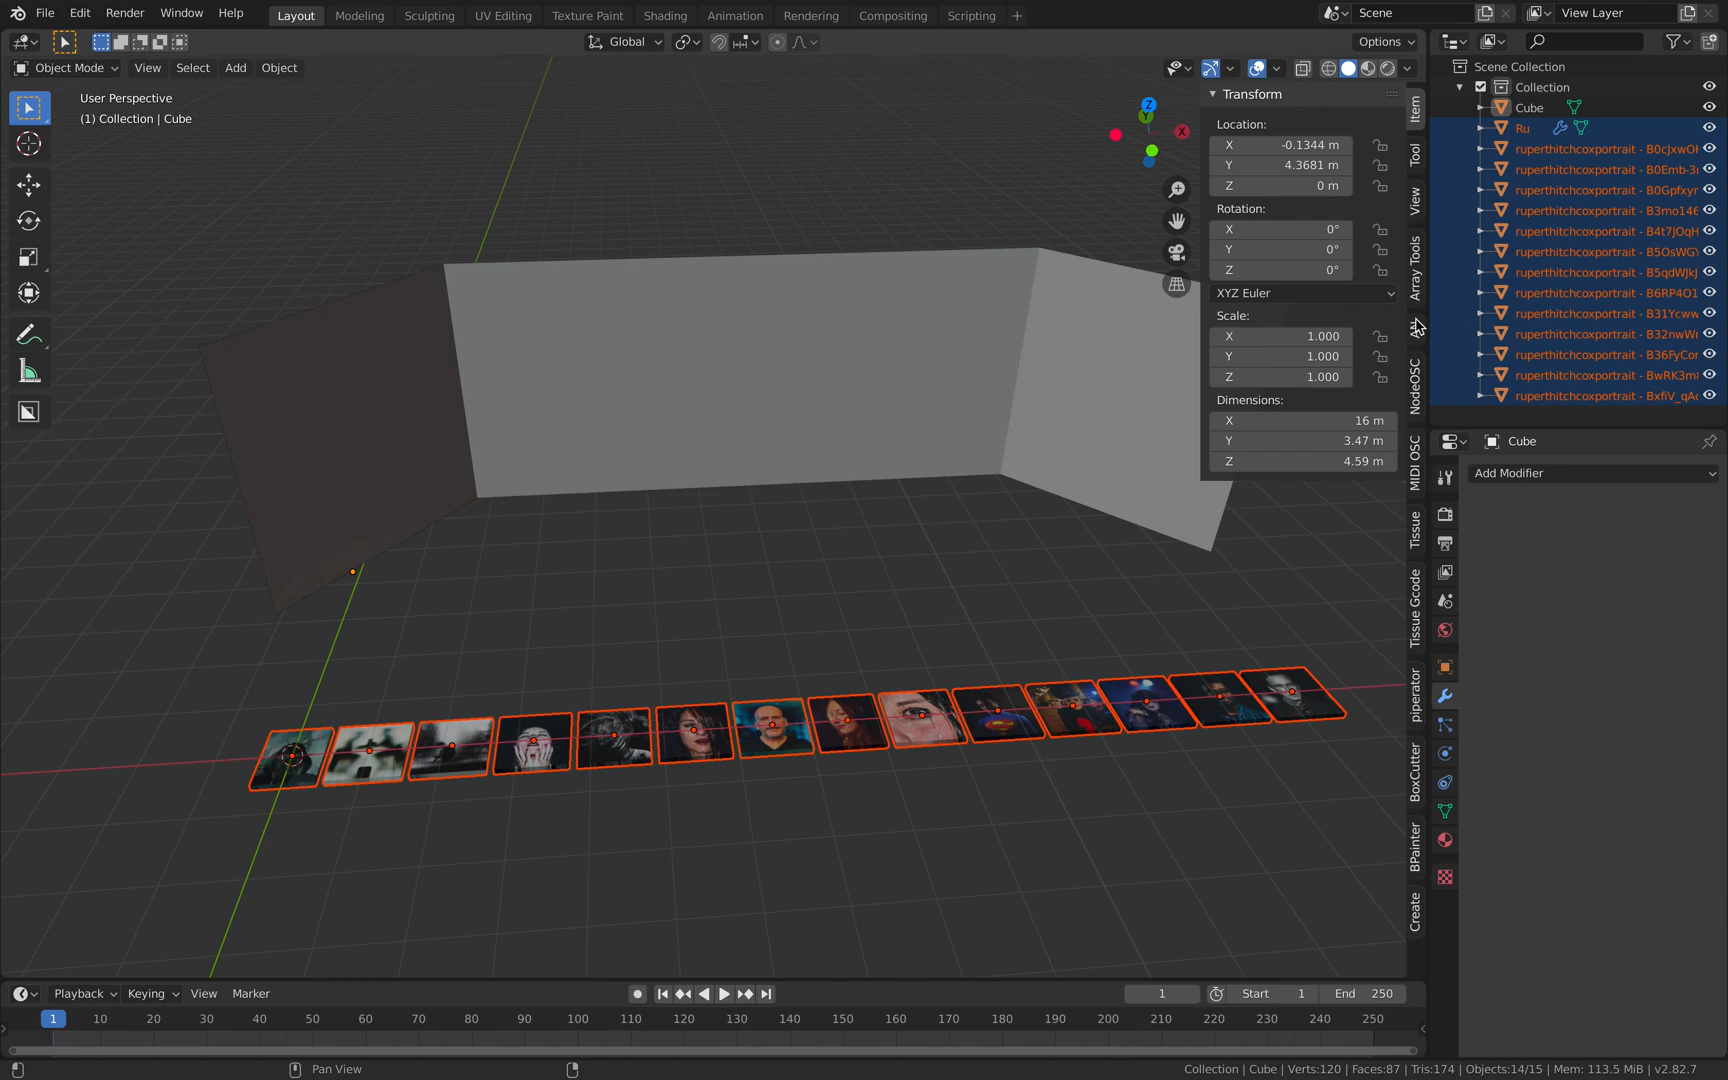 File Edit Render Window Help Layout Modeling Sculpting UV Editing Texture Paint Shading Animation Rendering Compositing Scripting Scene View Layer
Global Options
Object Mode View Select Add Object
Scene Collection
Collection
Cube
Ru
ruperthitchcoxportrait - B0cJxwO
ruperthitchcoxportrait - B0Emb-3
ruperthitchcoxportrait - B0Gpfxyr
ruperthitchcoxportrait - B3mo146
ruperthitchcoxportrait - B4t7JOqH
ruperthitchcoxportrait - B5OsWG
ruperthitchcoxportrait - B5qdWJkJ
ruperthitchcoxportrait - B6RP4O1
ruperthitchcoxportrait - B31Ycww
ruperthitchcoxportrait - B32nwW
ruperthitchcoxportrait - B36FyCo
ruperthitchcoxportrait - BwRK3m
ruperthitchcoxportrait - BxfiV_qA
User Perspective
(1) Collection | Cube
Z
Y
X
Transform
Location:
X -0.1344 m
Y 4.3681 m
Z 0 m
Rotation:
X 0°
Y 0°
Z 0°
XYZ Euler
Scale:
X 1.000
Y 1.000
Z 1.000
Dimensions:
X 16 m
Y 3.47 m
Z 4.59 m
Item
Tool
View
Array Tools
NodeOSC
MIDI OSC
Tissue
Tissue Gcode
piperator
BoxCutter
BPainter
Create
Cube
Add Modifier
Playback Keying View Marker 1 Start 1 End 250
1 10 20 30 40 50 60 70 80 90 100 110 120 130 140 150 160 170 180 190 200 210 220 230 240 250
Pan View
Collection | Cube | Verts:120 | Faces:87 | Tris:174 | Objects:14/15 | Mem: 113.5 MiB | v2.82.7